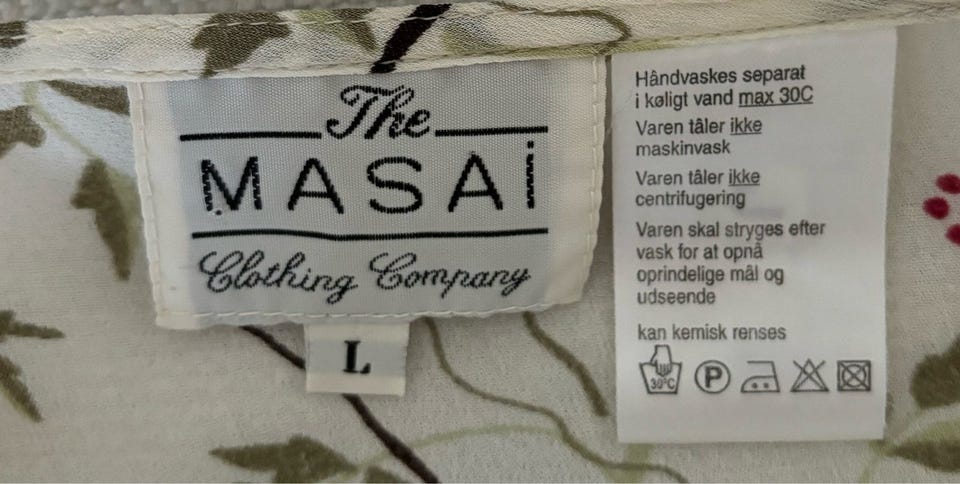 The
MASAi
Clothing Company
L
Håndvaskes separat
i køligt vand max 30C
Varen tåler ikke
maskinvask
Varen tåler ikke
centrifugering
Varen skal stryges efter
vask for at opnå
oprindelige mål og
udseende
kan kemisk renses
30°C P